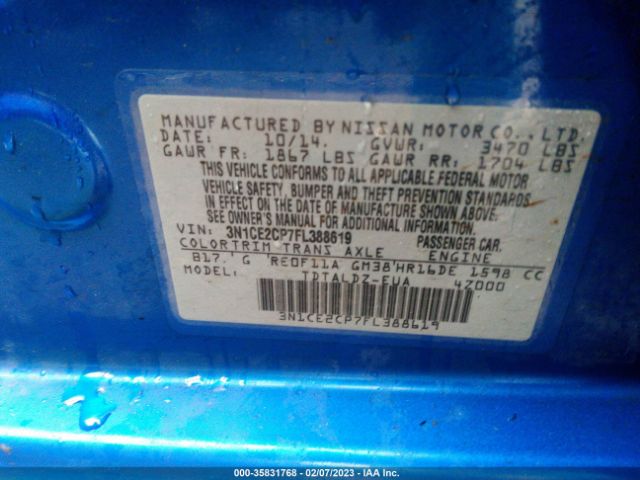 MANUFACTURED BY NISSAN MOTOR CO., LTD.
DATE: 10/14. GVWR: 3470 LBS
GAWR FR: 1867 LBS GAWR RR: 1704 LBS
THIS VEHICLE CONFORMS TO ALL APPLICABLE FEDERAL MOTOR
VEHICLE SAFETY, BUMPER AND THEFT PREVENTION STANDARDS
IN EFFECT ON THE DATE OF MANUFACTURE SHOWN ABOVE.
SEE OWNER'S MANUAL FOR ADDITIONAL INFORMATION.
VIN: 3N1CE2CP7FL388619 PASSENGER CAR.
COLOR TRIM TRANS AXLE ENGINE
B17. G RE0F11A GM38 HR16DE 1598 CC
MODEL: TDTALDZ-EUA 4Z000
3N1CE2CP7FL388619
000-35831768 - 02/07/2023 - IAA Inc.